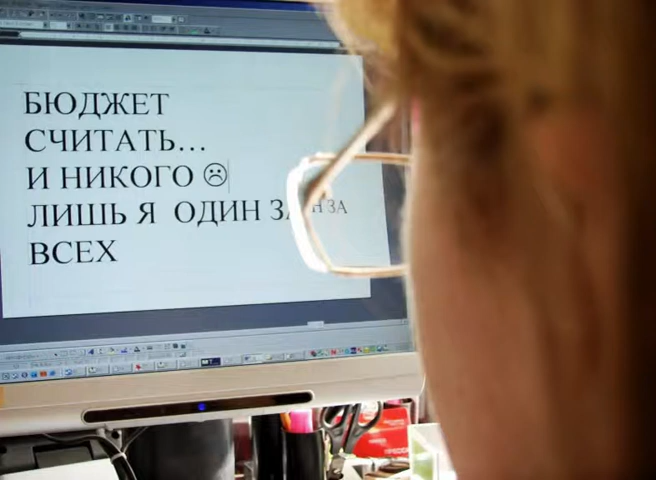 БЮДЖЕТ
СЧИТАТЬ...
И НИКОГО ☹
ЛИШЬ Я ОДИН ЗА
ВСЕХ